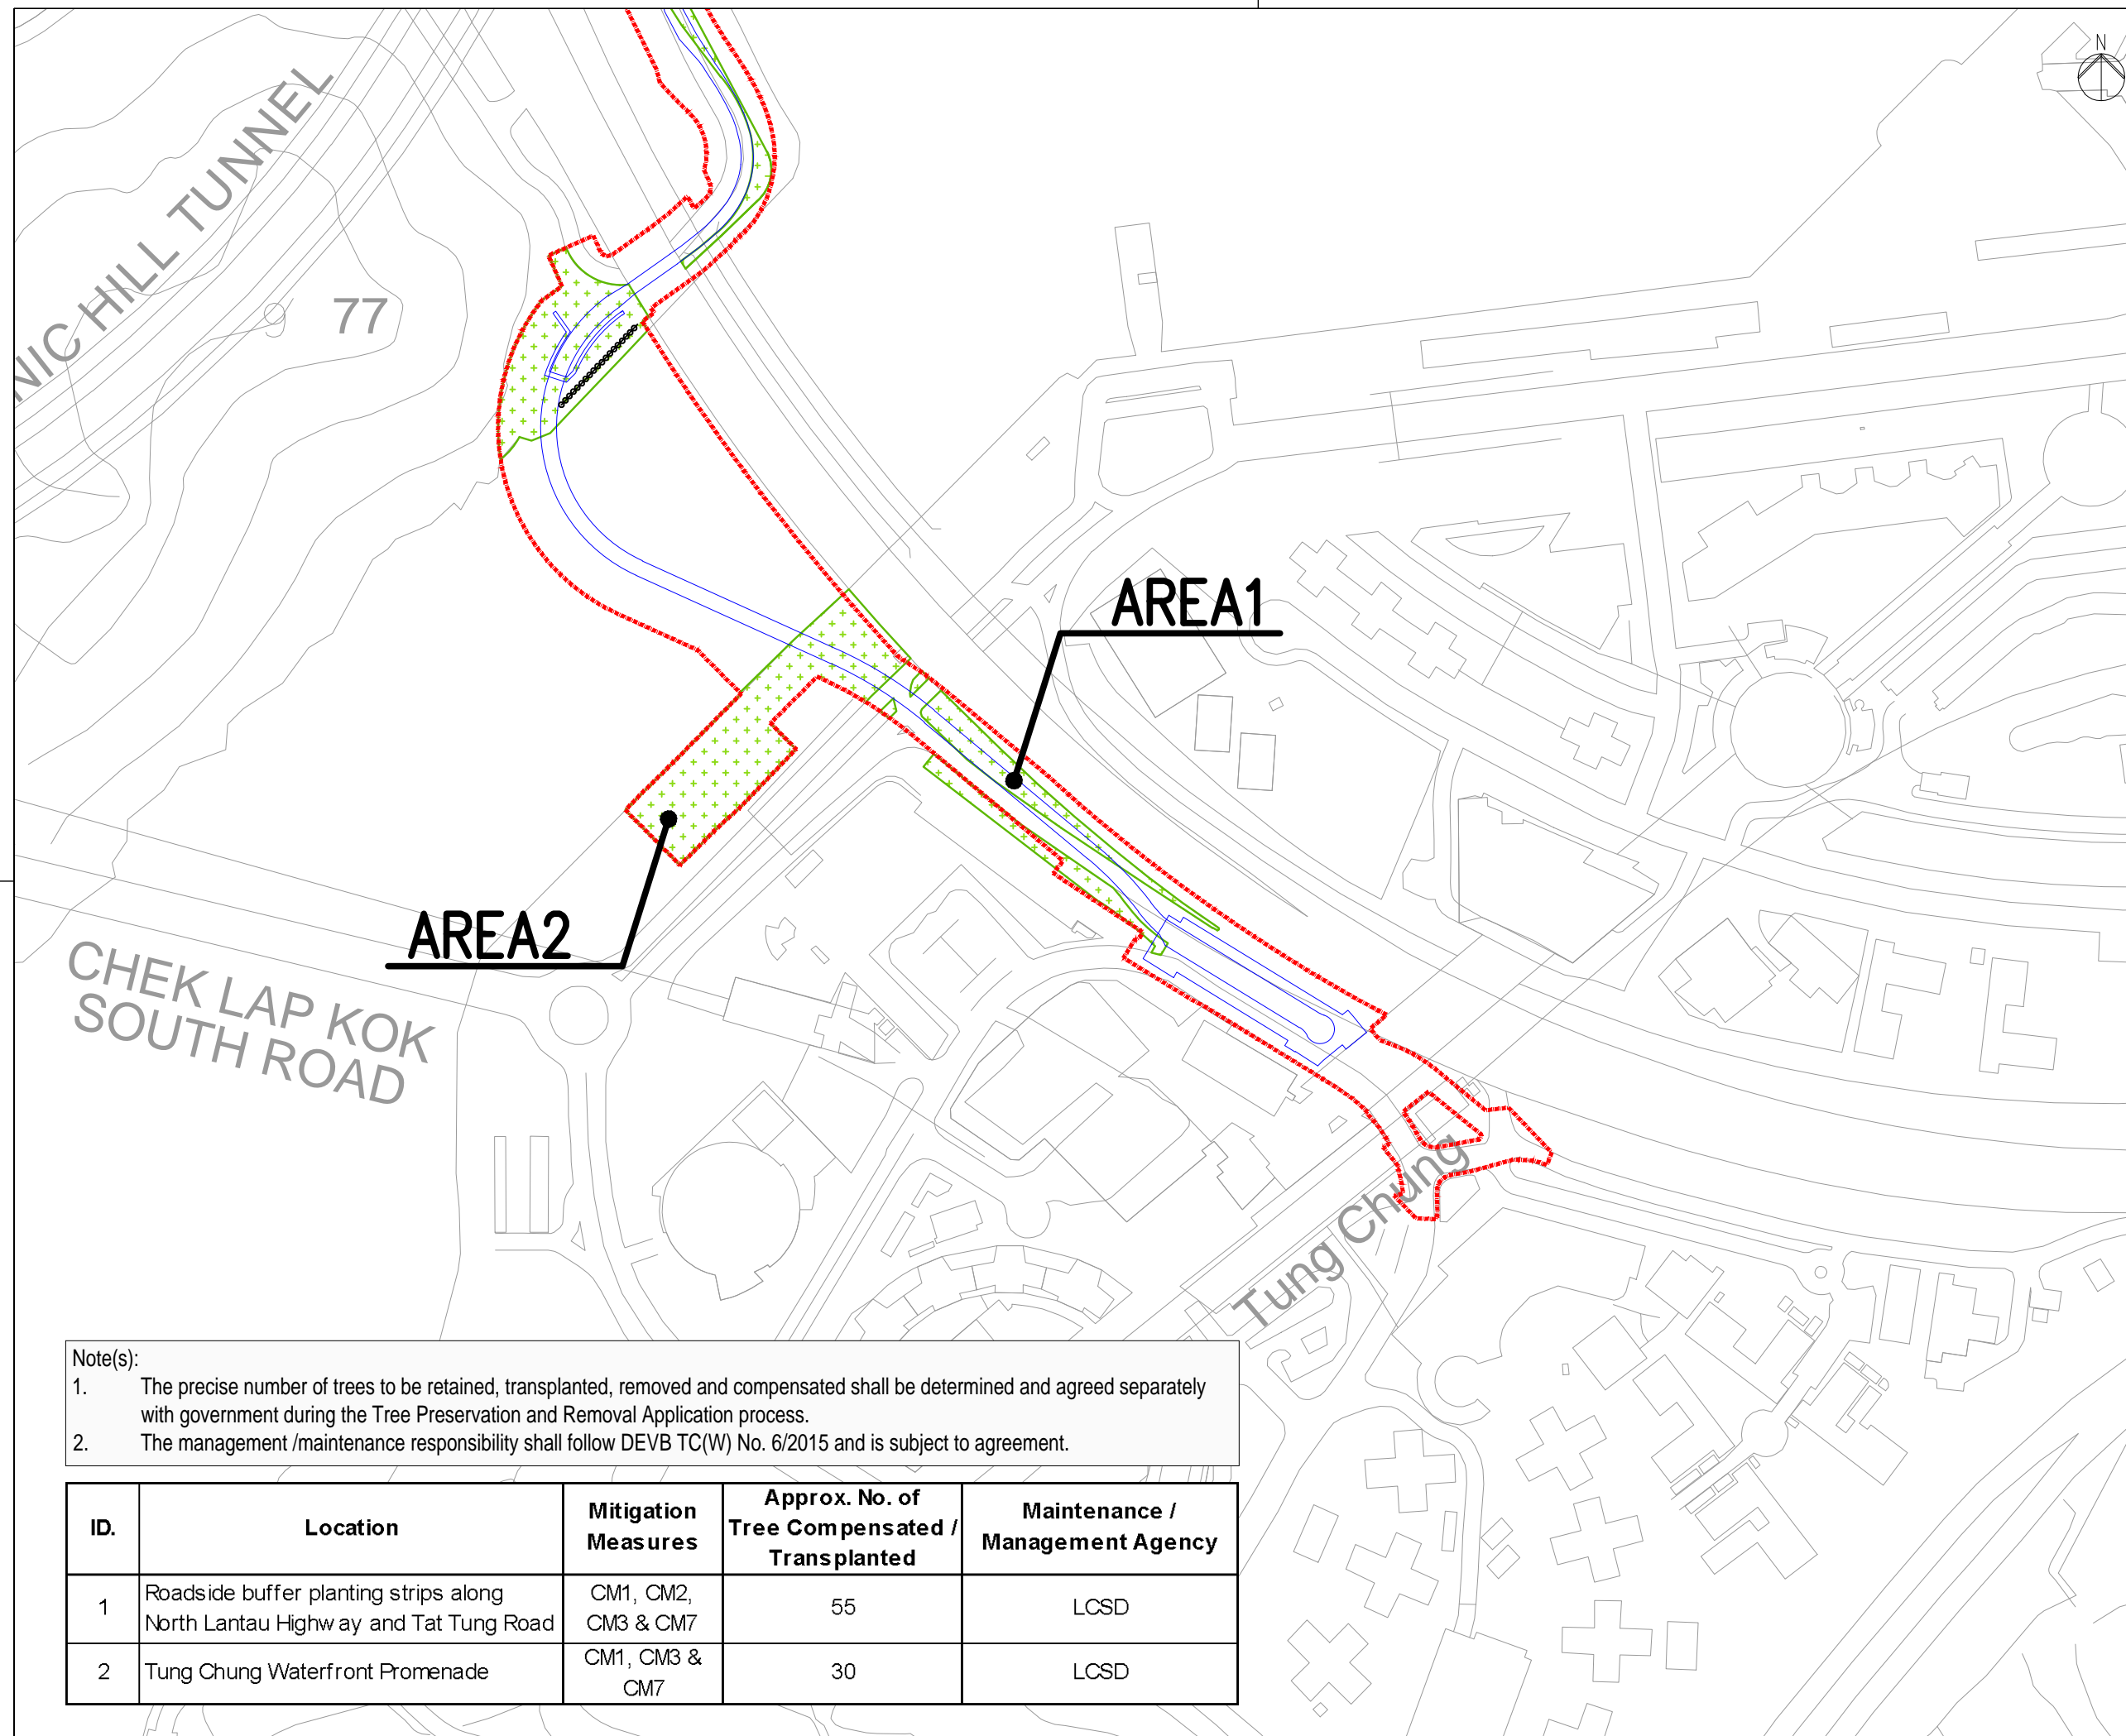 N
NIC HILL TUNNEL
77
AREA1
AREA2
CHEK LAP KOK
SOUTH ROAD
Tung Chung
Note(s):
1. The precise number of trees to be retained, transplanted, removed and compensated shall be determined and agreed separately
with government during the Tree Preservation and Removal Application process.
2. The management /maintenance responsibility shall follow DEVB TC(W) No. 6/2015 and is subject to agreement.
ID. Location Mitigation Measures Approx. No. of Tree Compensated / Transplanted Maintenance / Management Agency
1 Roadside buffer planting strips along North Lantau Highway and Tat Tung Road CM1, CM2, CM3 & CM7 55 LCSD
2 Tung Chung Waterfront Promenade CM1, CM3 & CM7 30 LCSD